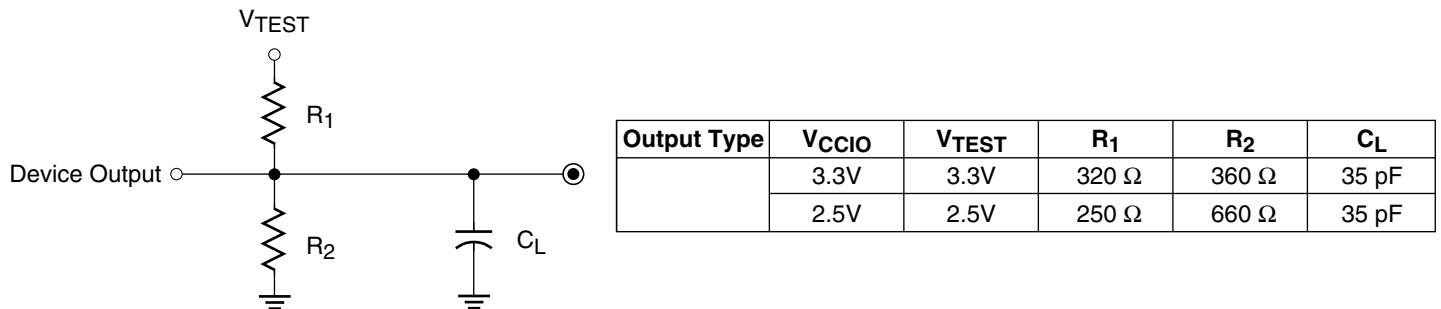 VTEST
R1
Device Output
R2
CL
Output Type VCCIO VTEST R1 R2 CL
3.3V 3.3V 320 Ω 360 Ω 35 pF
2.5V 2.5V 250 Ω 660 Ω 35 pF